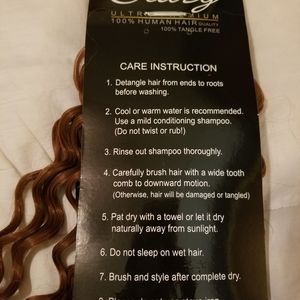 100% HUMAN HAIR QUALITY
100% TANGLE FREE
CARE INSTRUCTION
1. Detangle hair from ends to roots
before washing.
2. Cool or warm water is recommended.
Use a mild conditioning shampoo.
(Do not twist or rub!)
3. Rinse out shampoo thoroughly.
4. Carefully brush hair with a wide tooth
comb to downward motion.
(Otherwise, hair will be damaged or tangled)
5. Pat dry with a towel or let it dry
naturally away from sunlight.
6. Do not sleep on wet hair.
7. Brush and style after complete dry.